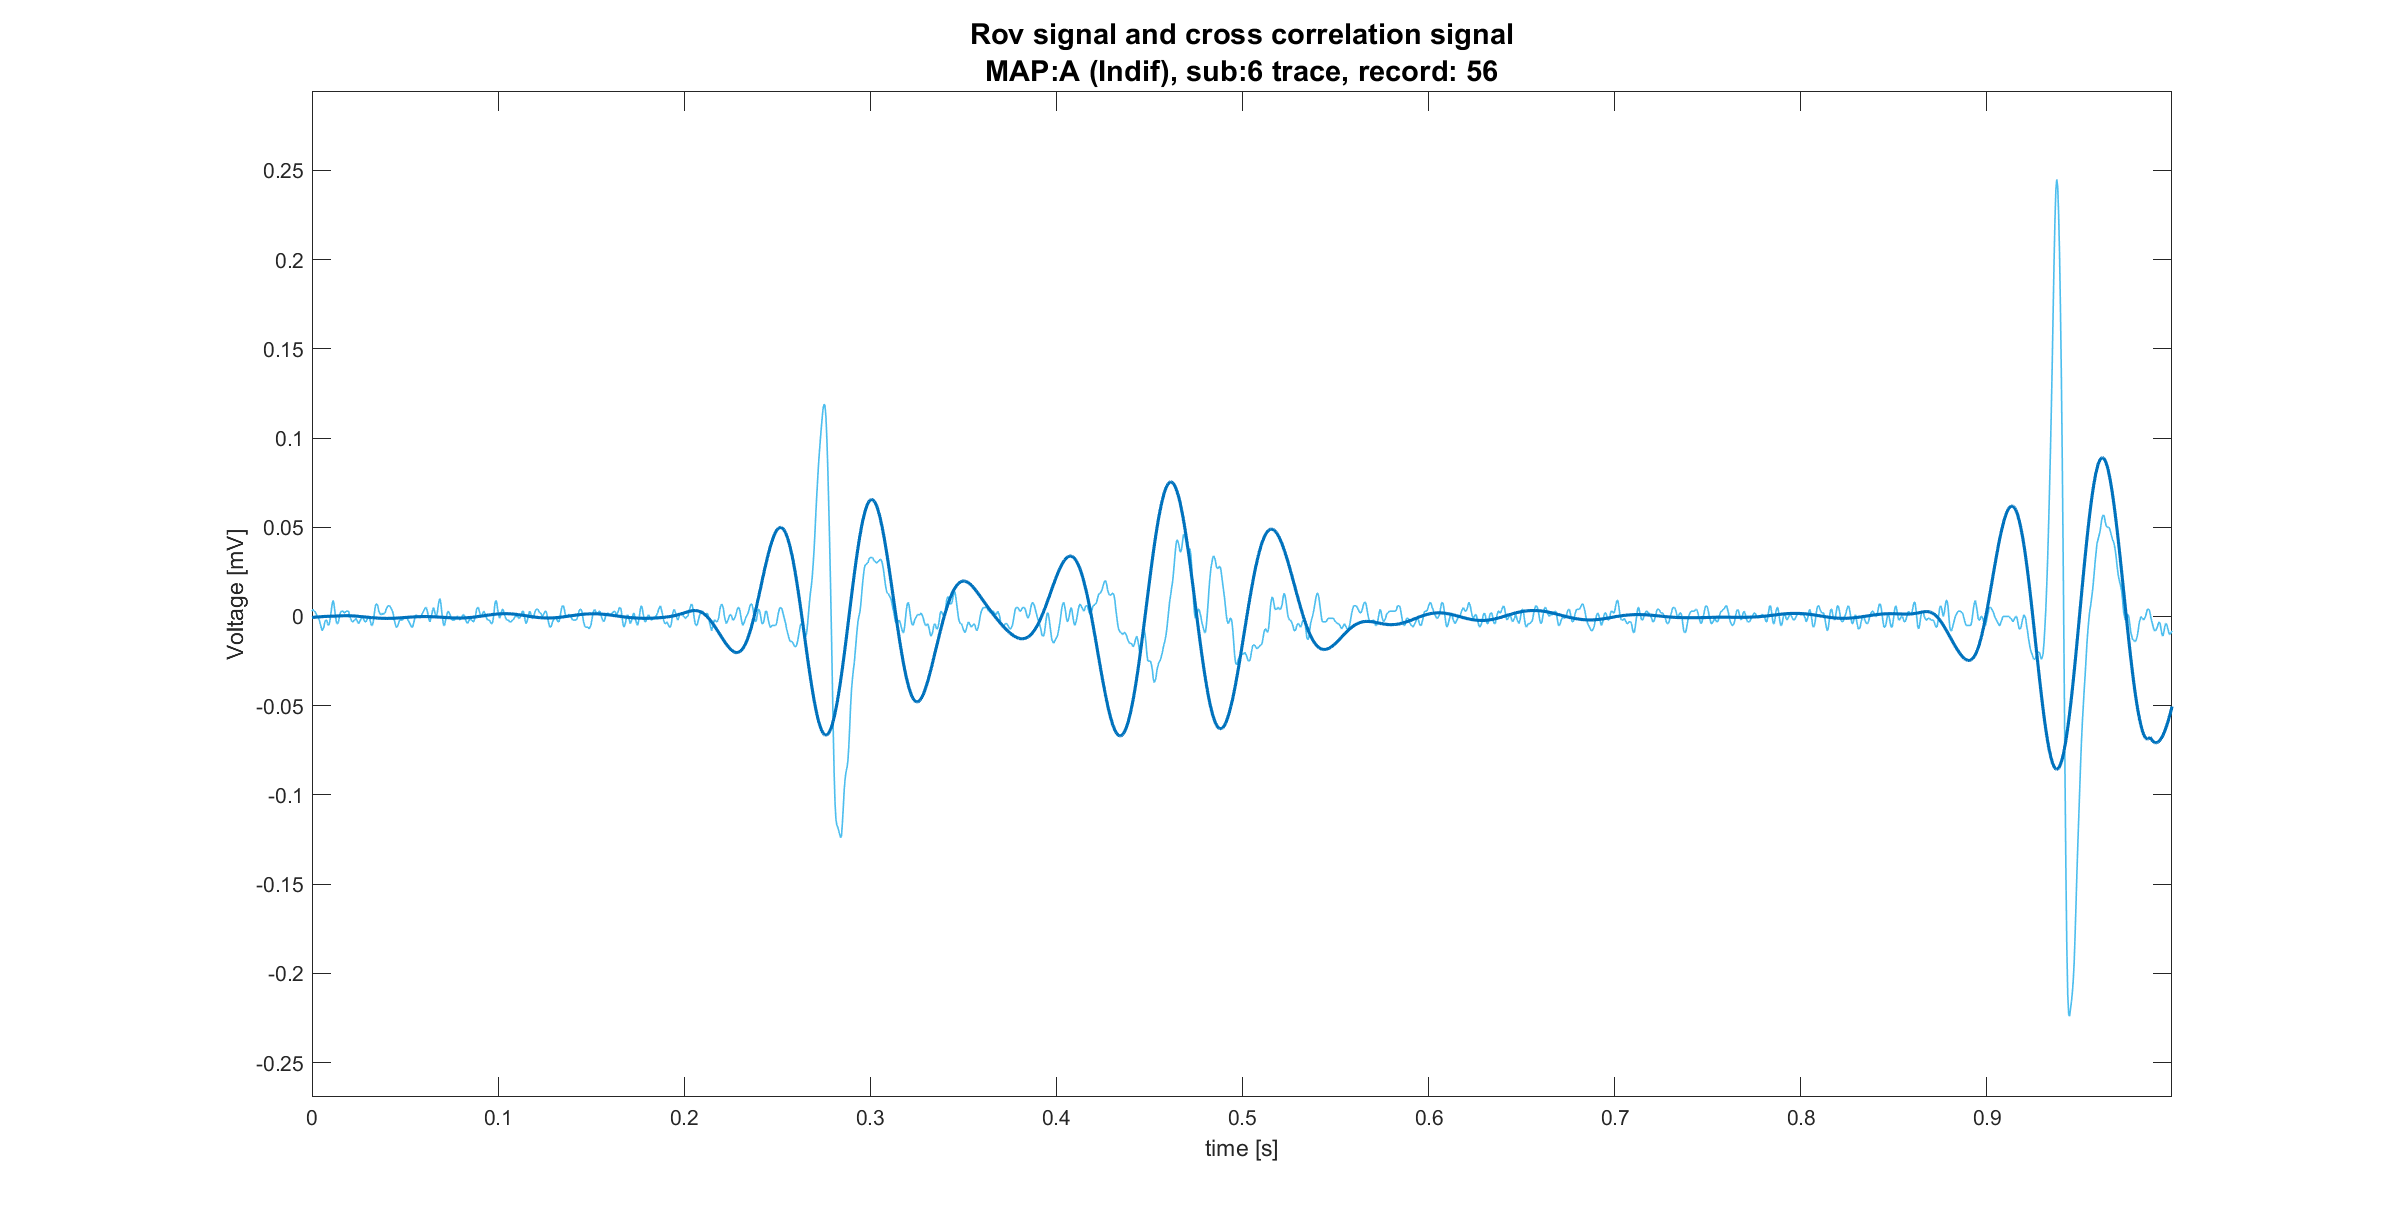 Rov signal and cross correlation signal
MAP:A (Indif), sub:6 trace, record: 56
Voltage [mV]
0.25
0.2
0.15
0.1
0.05
0
-0.05
-0.1
-0.15
-0.2
-0.25
0 0.1 0.2 0.3 0.4 0.5 0.6 0.7 0.8 0.9
time [s]